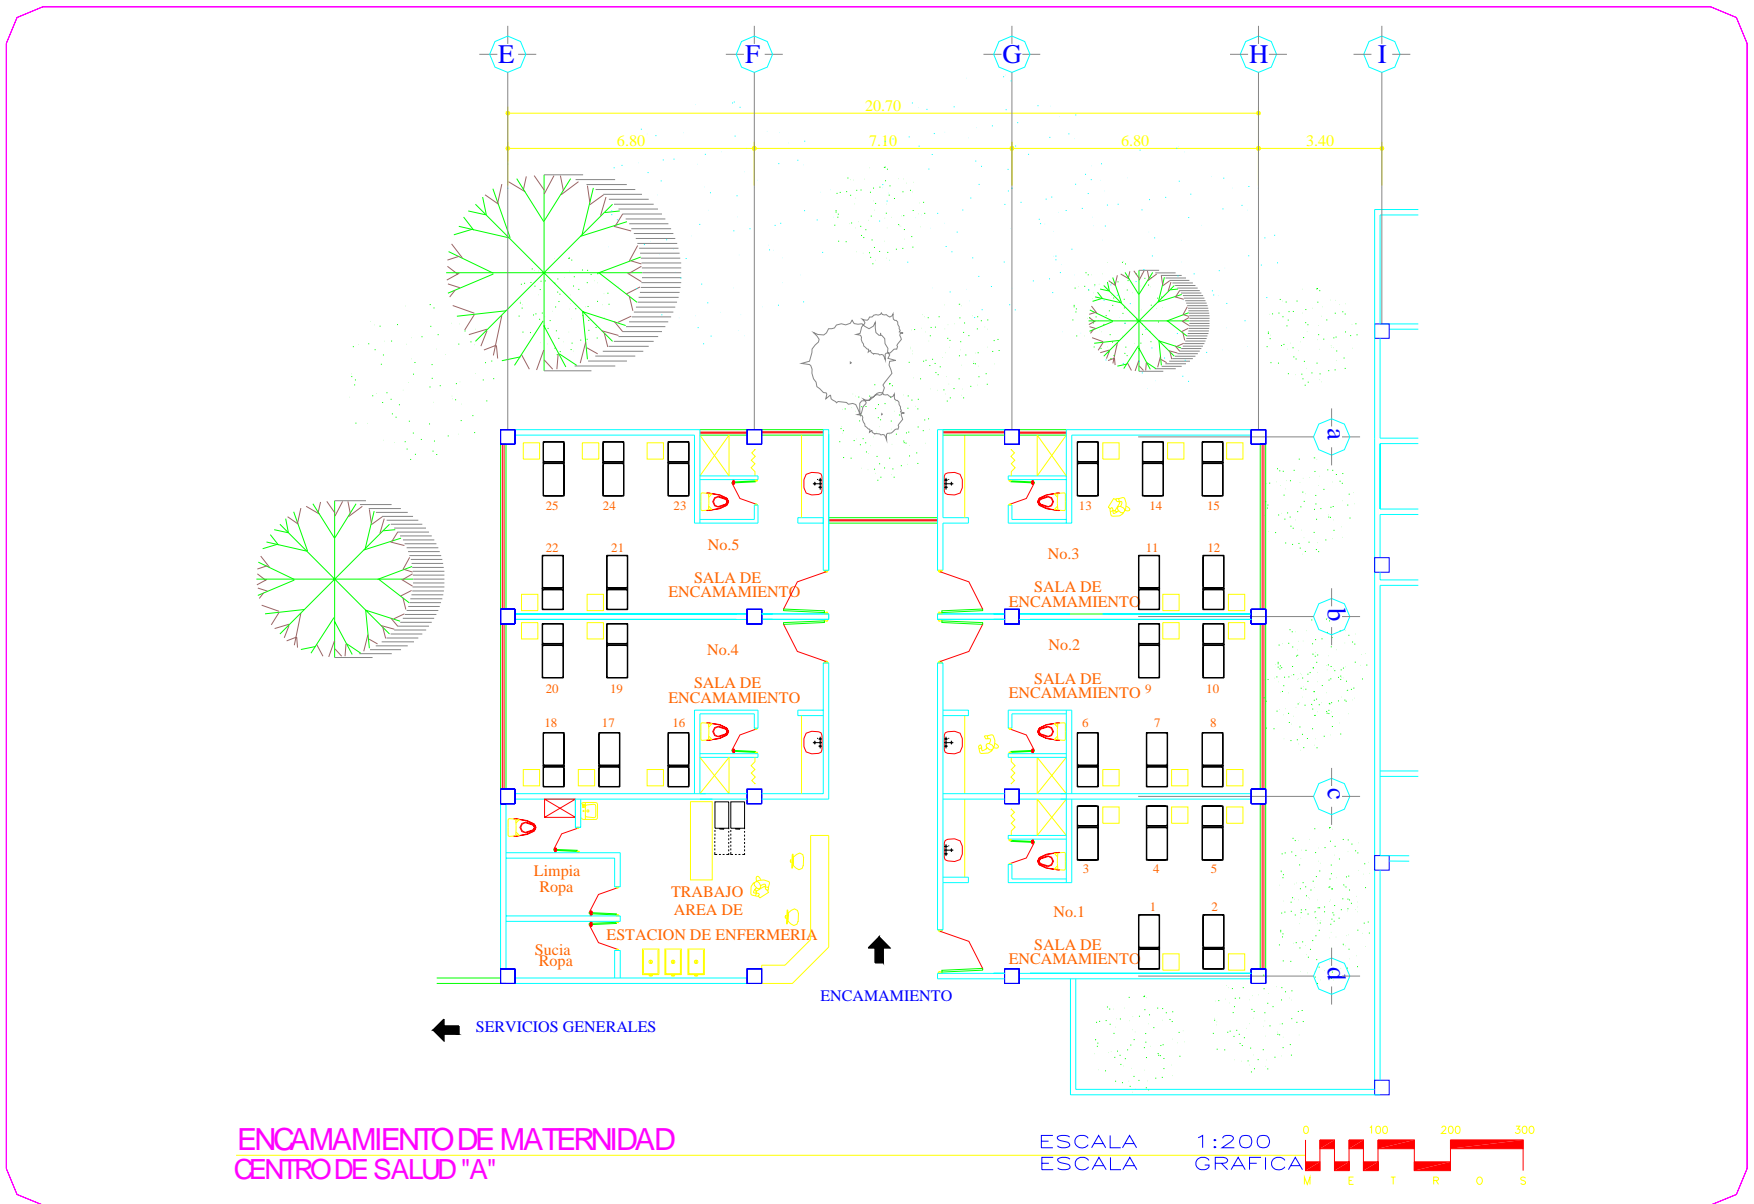 E F G H I
20.70
6.80 7.10 6.80 3.40
a
25 24 23
13 14 15
No.5
No.3
22 21
11 12
SALA DE
ENCAMAMIENTO
SALA DE
ENCAMAMIENTO
b
No.4
No.2
SALA DE
ENCAMAMIENTO
SALA DE
ENCAMAMIENTO
20 19
9 10
18 17 16
6 7 8
c
Limpia
Ropa
3 4 5
TRABAJO
AREA DE
ESTACION DE ENFERMERIA
No.1
1 2
Sucia
Ropa
SALA DE
ENCAMAMIENTO
d
ENCAMAMIENTO
SERVICIOS GENERALES
ENCAMAMIENTO DE MATERNIDAD
CENTRO DE SALUD "A"
ESCALA 1:200
ESCALA GRAFICA
0 100 200 300
M E T R O S